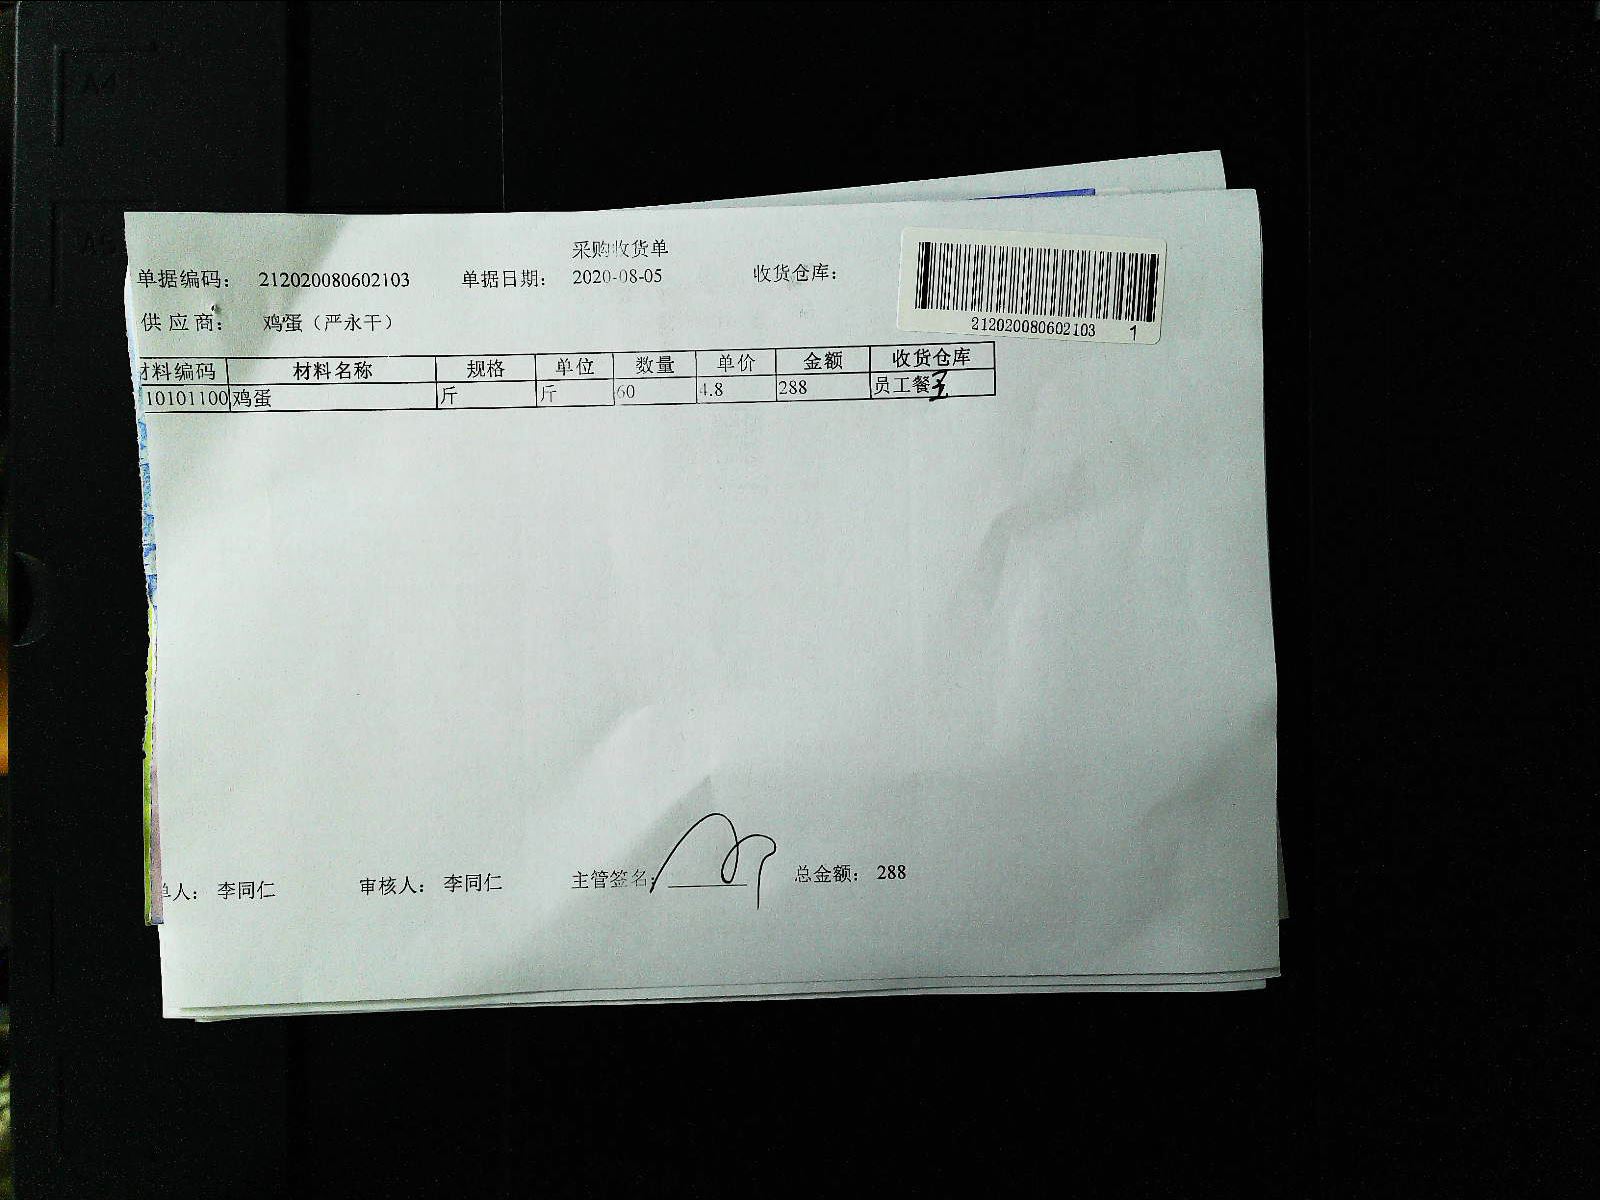 采购收货单
单据编码： 212020080602103 单据日期： 2020-08-05 收货仓库：
212020080602103 1
供应商： 鸡蛋（严永干）
材料编码 材料名称 规格 单位 数量 单价 金额 收货仓库
10101100 鸡蛋 斤 斤 60 4.8 288 员工餐
单人： 李同仁 审核人： 李同仁 主管签名： 总金额： 288